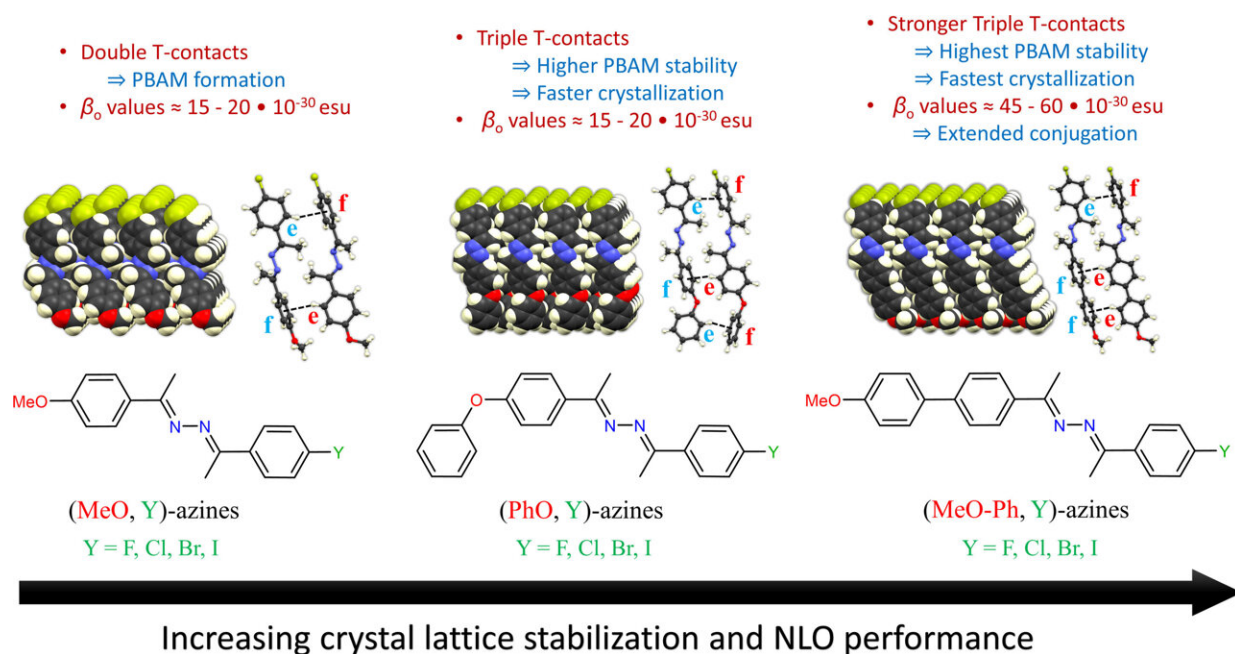 • Double T-contacts
⇒ PBAM formation
• βo values ≈ 15 - 20 • 10-30 esu
• Triple T-contacts
⇒ Higher PBAM stability
⇒ Faster crystallization
• βo values ≈ 15 - 20 • 10-30 esu
• Stronger Triple T-contacts
⇒ Highest PBAM stability
⇒ Fastest crystallization
• βo values ≈ 45 - 60 • 10-30 esu
⇒ Extended conjugation
f
e
f
e
f
e
f
e
e
f
f
e
f
e
f
e
MeO
N
N
Y
O
N
N
Y
MeO
N
N
Y
(MeO, Y)-azines
Y = F, Cl, Br, I
(PhO, Y)-azines
Y = F, Cl, Br, I
(MeO-Ph, Y)-azines
Y = F, Cl, Br, I
Increasing crystal lattice stabilization and NLO performance